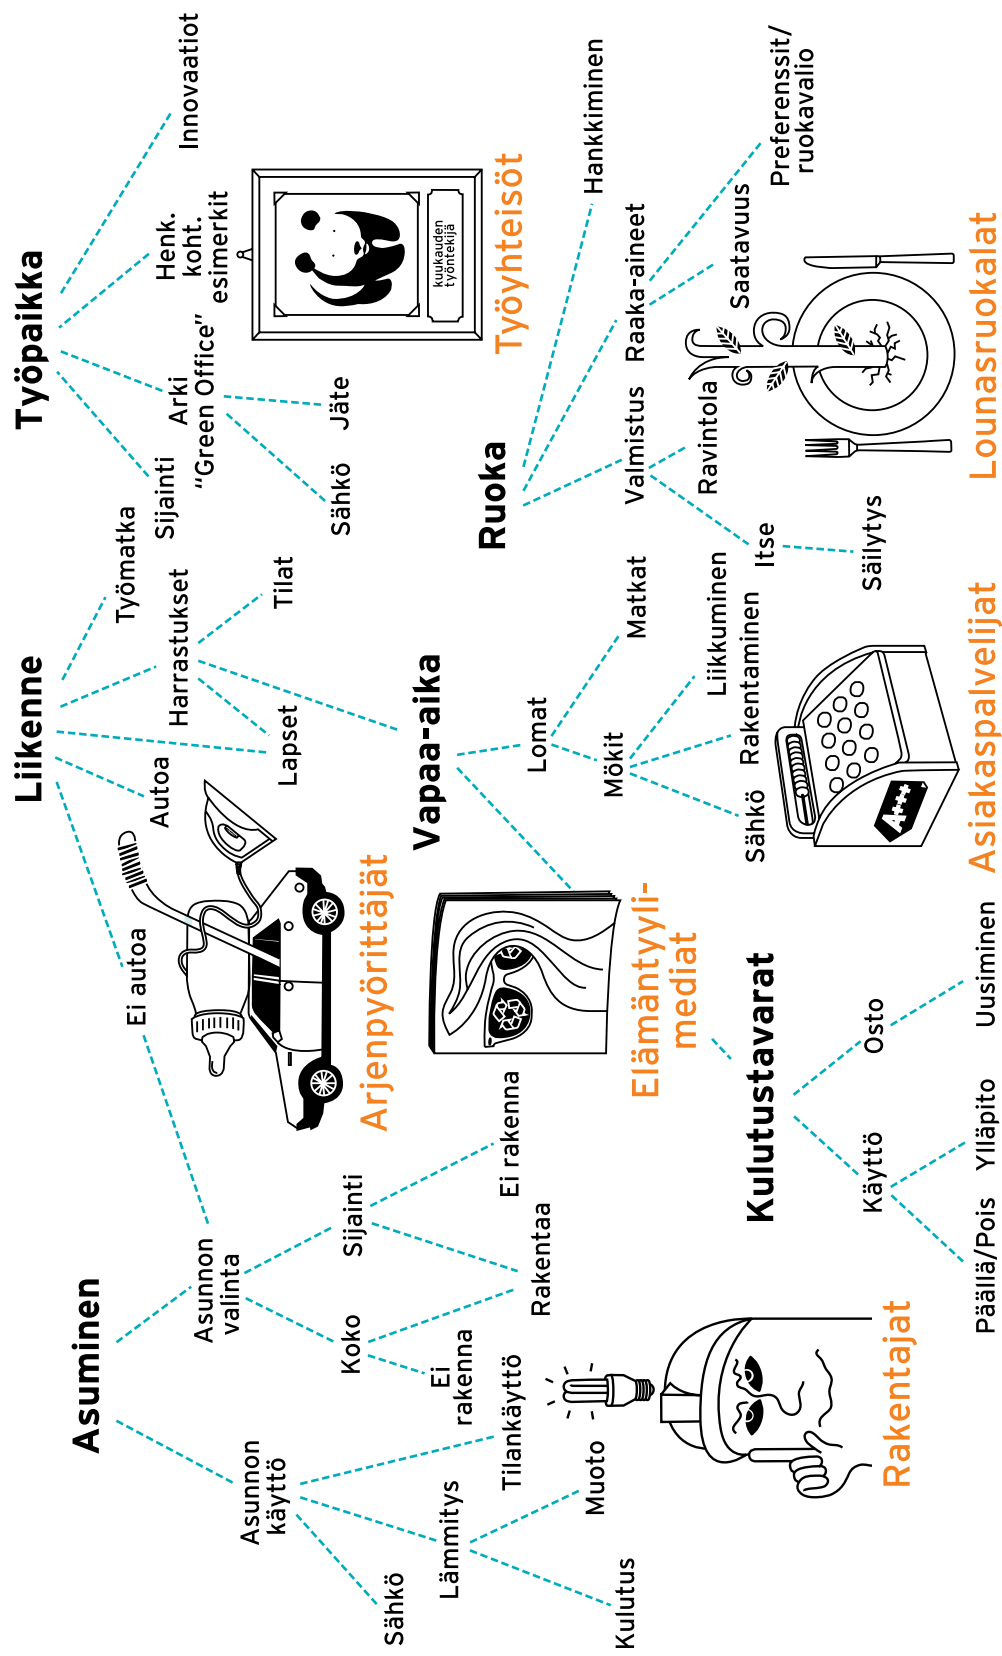 Asuminen
Asunnon
käyttö
Sähkö
Lämmitys
Kulutus
Muoto
Tilankäyttö
Asunnon
valinta
Koko
Ei
rakenna
Rakentaa
Sijainti
Ei rakenna
Rakentajat
Liikenne
Ei autoa
Autoa
Lapset
Harrastukset
Tilat
Työmatka
Arjenpyörittäjät
Työpaikka
Sijainti
Arki
“Green Office”
Sähkö
Jäte
Henk.
koht.
esimerkit
Innovaatiot
kuukauden
työntekijä
Työyhteisöt
Vapaa-aika
Lomat
Mökit
Sähkö
Rakentaminen
Liikkuminen
Matkat
Elämäntyyli-
mediat
A+++
Asiakaspalvelijat
Ruoka
Valmistus
Itse
Säilytys
Ravintola
Raaka-aineet
Saatavuus
Preferenssit/
ruokavalio
Hankkiminen
Lounasruokalat
Kulutustavarat
Käyttö
Päällä/Pois
Ylläpito
Osto
Uusiminen